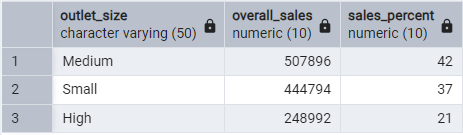 outlet_size overall_sales sales_percent
character varying (50) numeric (10) numeric (10)
1 Medium 507896 42
2 Small 444794 37
3 High 248992 21